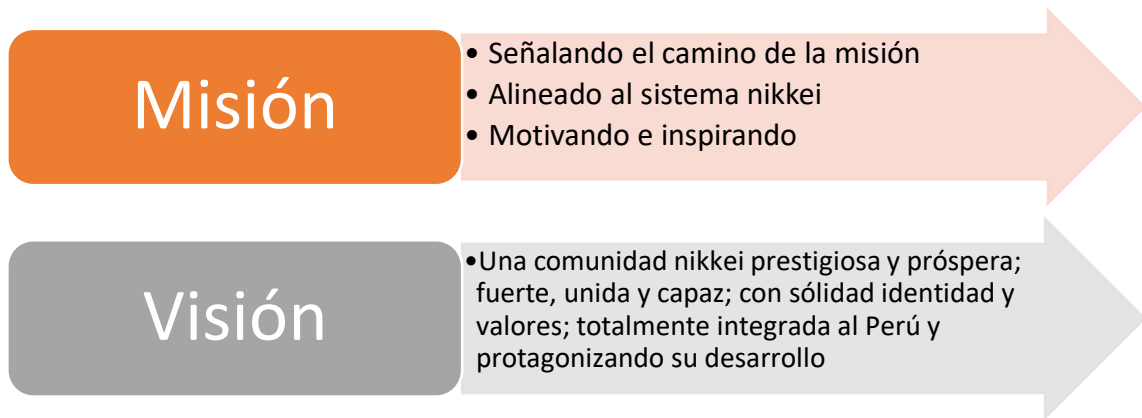 Misión
• Señalando el camino de la misión
• Alineado al sistema nikkei
• Motivando e inspirando
Visión
•Una comunidad nikkei prestigiosa y próspera;
fuerte, unida y capaz; con sólidad identidad y
valores; totalmente integrada al Perú y
protagonizando su desarrollo